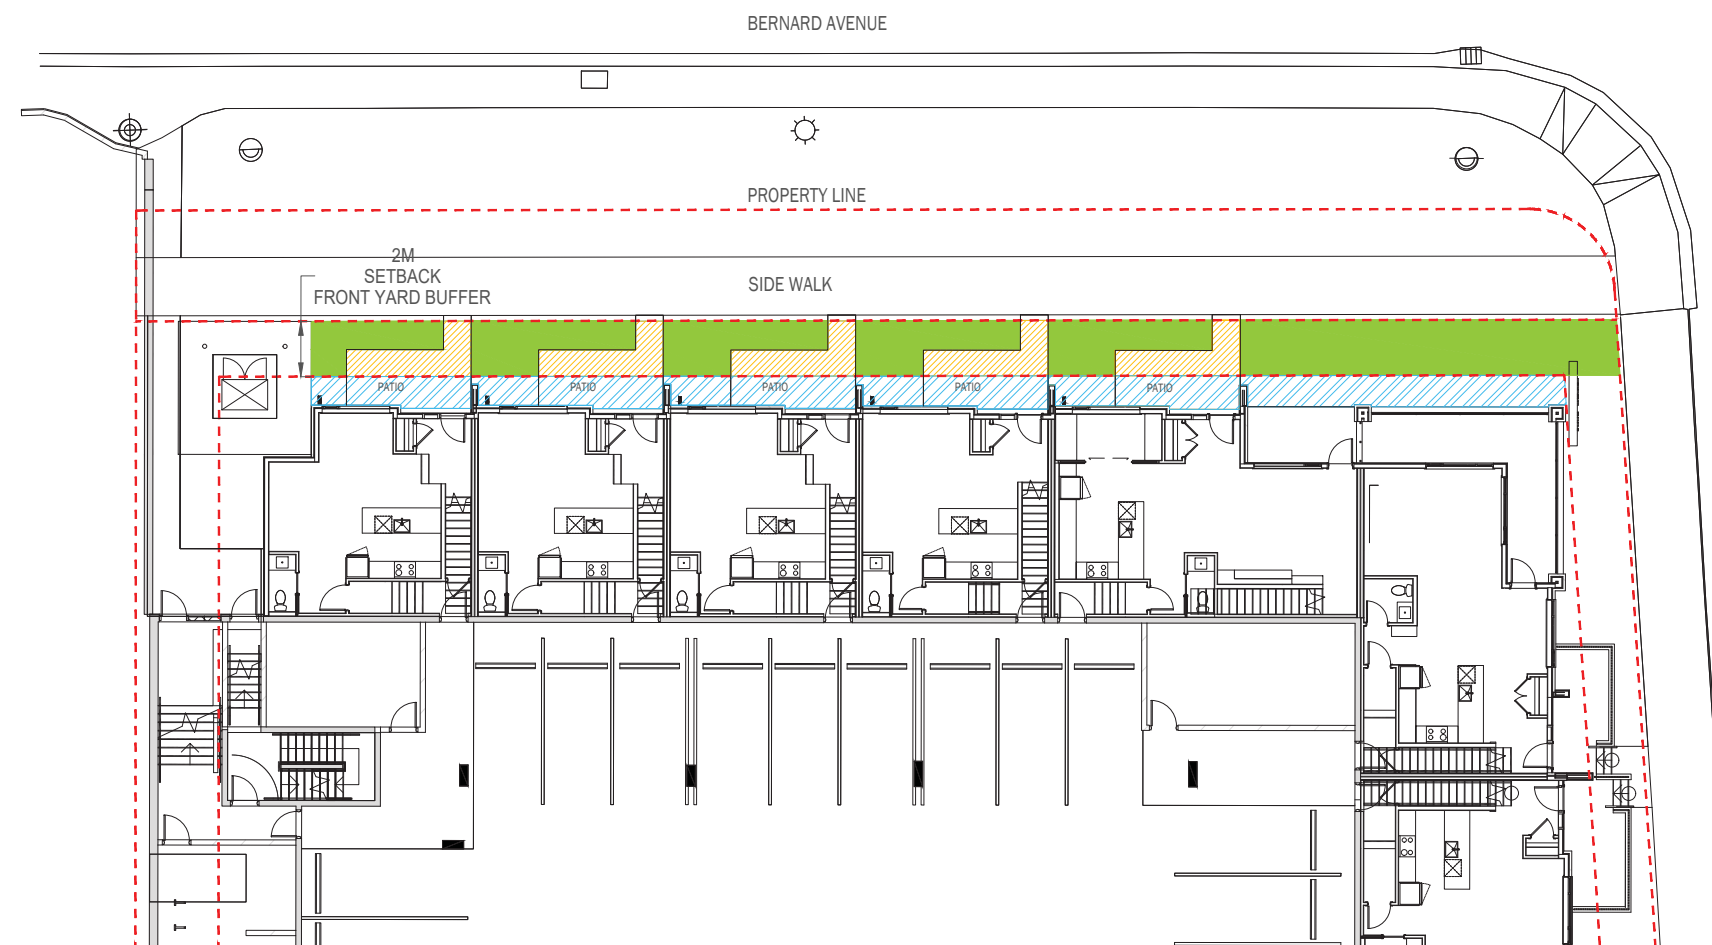 BERNARD AVENUE
PROPERTY LINE
2M
SETBACK
FRONT YARD BUFFER
SIDE WALK
PATIO
PATIO
PATIO
PATIO
PATIO